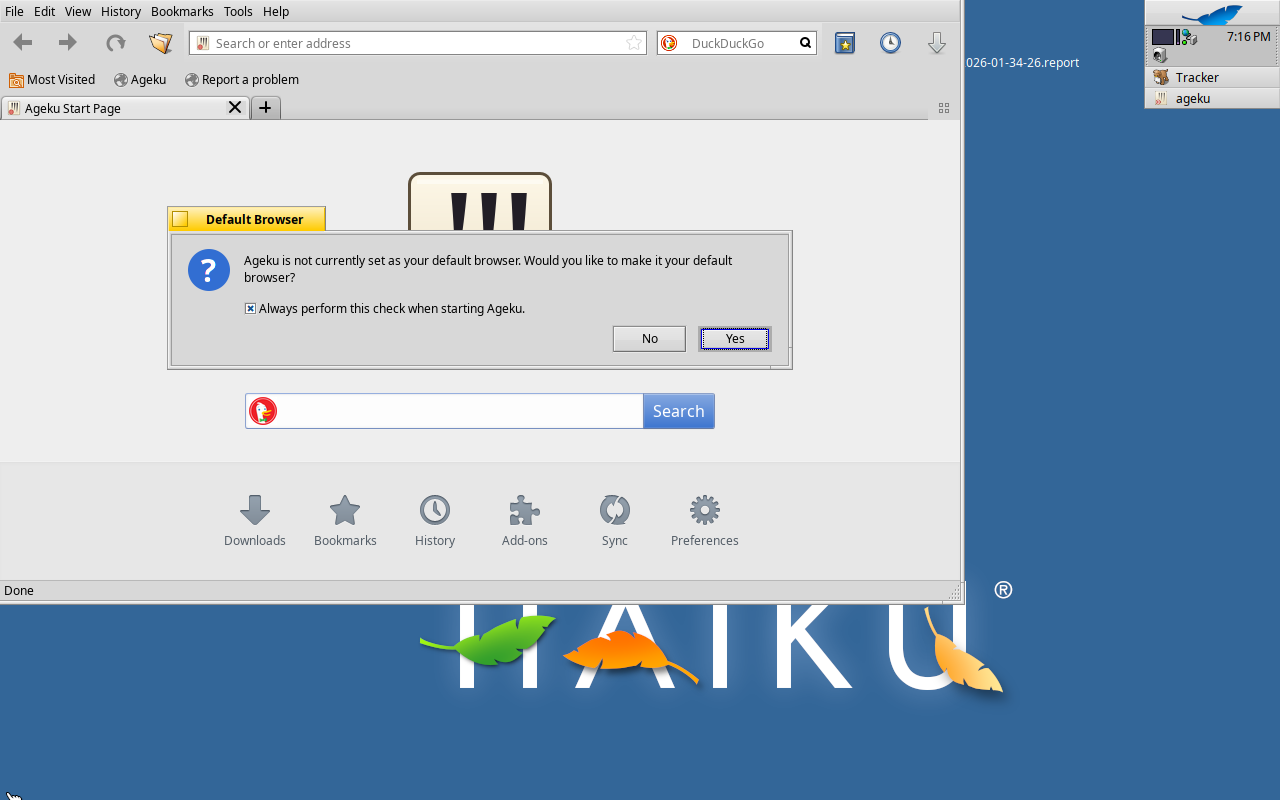 File Edit View History Bookmarks Tools Help
Search or enter address
DuckDuckGo
7:16 PM
026-01-34-26.report
Most Visited Ageku Report a problem
Tracker
ageku
Ageku Start Page
Default Browser
Ageku is not currently set as your default browser. Would you like to make it your default
browser?
Always perform this check when starting Ageku.
No Yes
Search
Downloads Bookmarks History Add-ons Sync Preferences
Done
HAIKU®